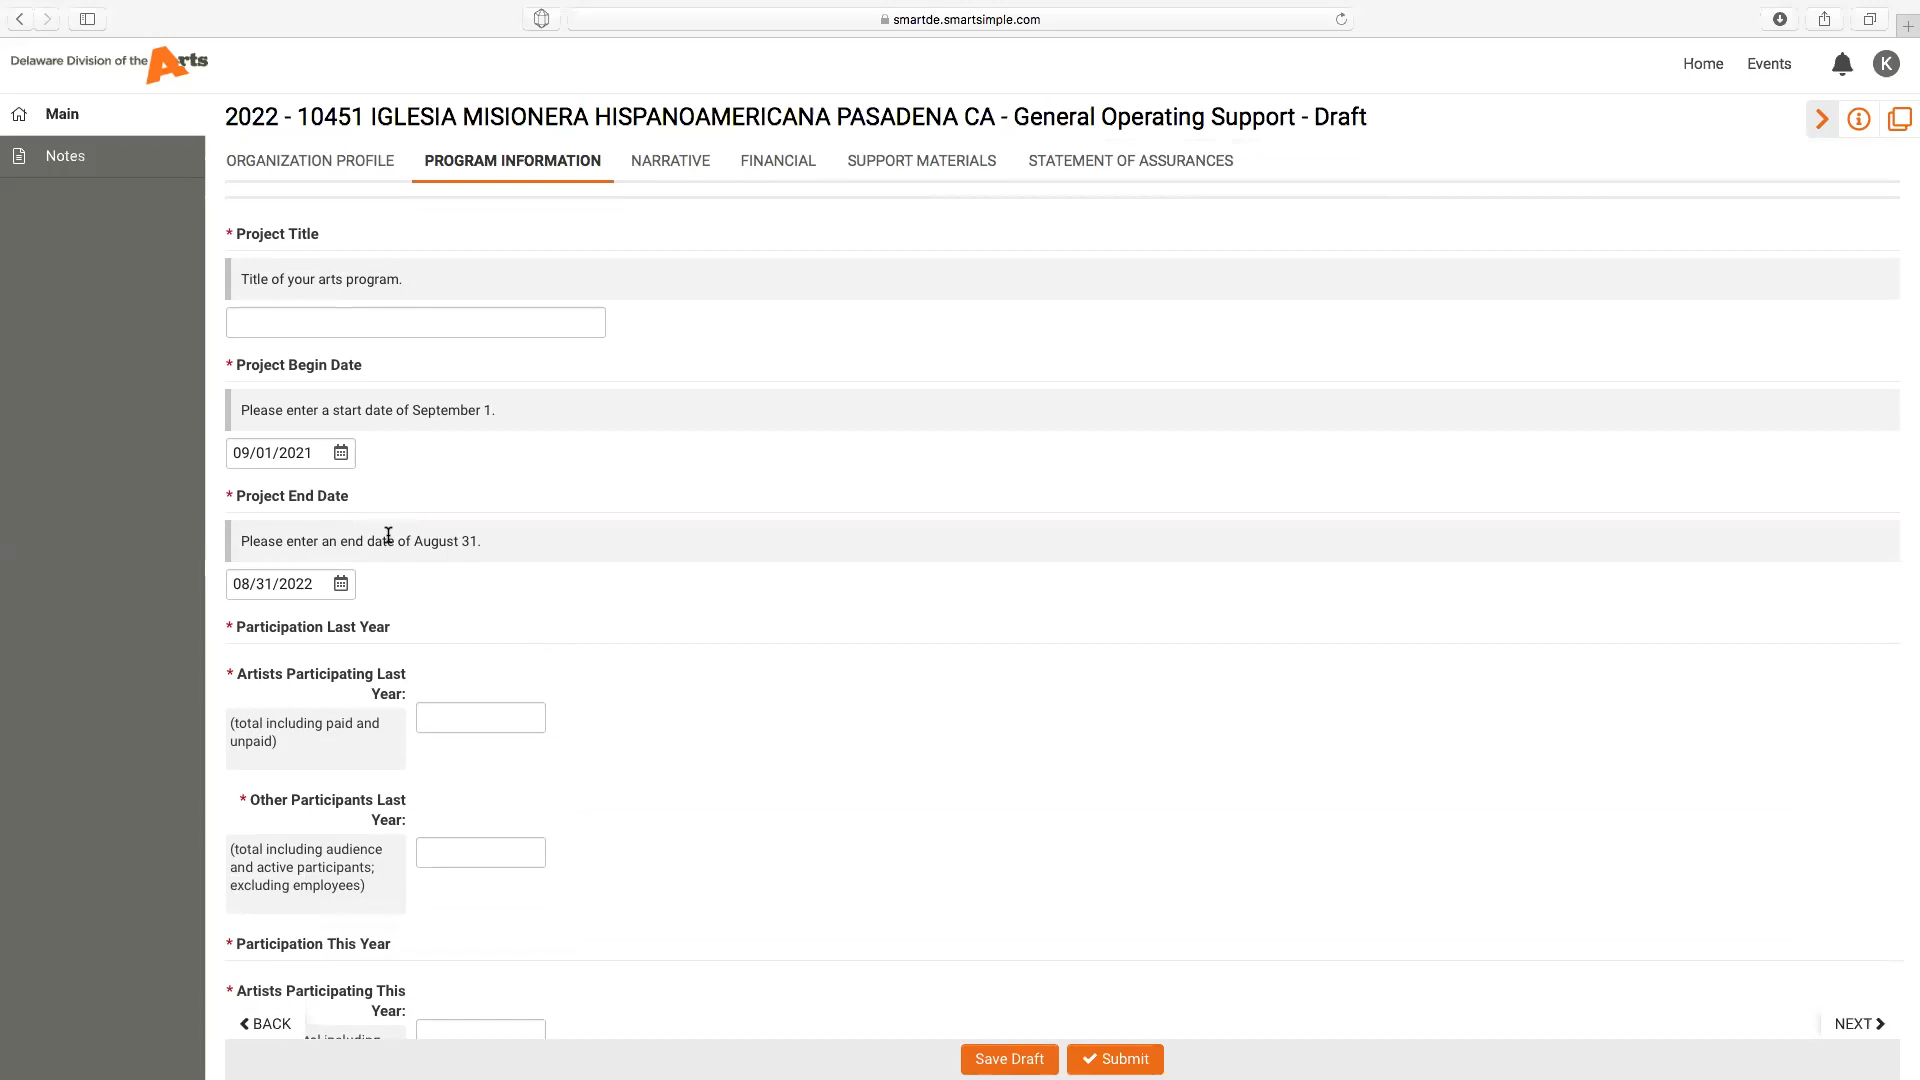 smartde.smartsimple.com
Delaware Division of the Arts
Home
Events
K
Main
Notes
2022 - 10451 IGLESIA MISIONERA HISPANOAMERICANA PASADENA CA - General Operating Support - Draft
ORGANIZATION PROFILE
PROGRAM INFORMATION
NARRATIVE
FINANCIAL
SUPPORT MATERIALS
STATEMENT OF ASSURANCES
* Project Title
Title of your arts program.
* Project Begin Date
Please enter a start date of September 1.
09/01/2021
* Project End Date
Please enter an end date of August 31.
08/31/2022
* Participation Last Year
* Artists Participating Last
Year:
(total including paid and
unpaid)
* Other Participants Last
Year:
(total including audience
and active participants;
excluding employees)
* Participation This Year
* Artists Participating This
Year:
BACK
NEXT
Save Draft
Submit